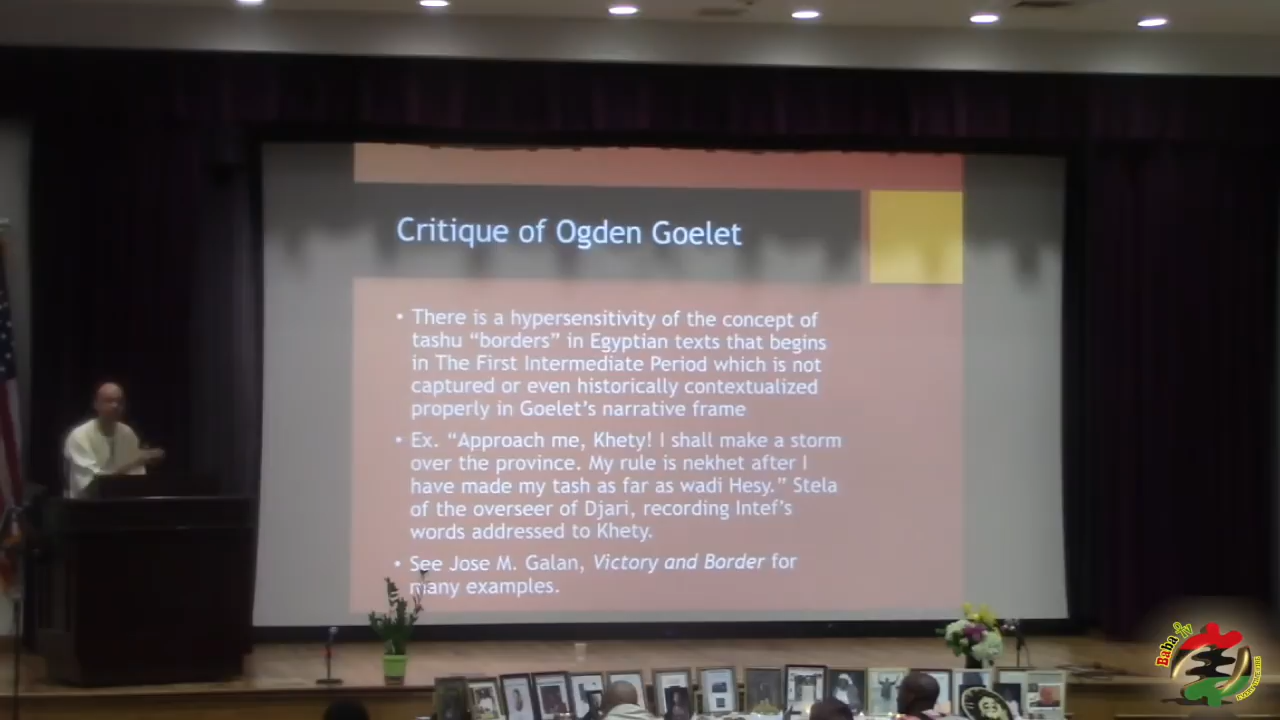 Critique of Ogden Goelet
• There is a hypersensitivity of the concept of
tashu “borders” in Egyptian texts that begins
in The First Intermediate Period which is not
captured or even historically contextualized
properly in Goelet’s narrative frame
• Ex. “Approach me, Khety! I shall make a storm
over the province. My rule is nekhet after I
have made my tash as far as wadi Hesy.” Stela
of the overseer of Djari, recording Intef’s
words addressed to Khety.
• See Jose M. Galan, Victory and Border for
many examples.
Baba
TV